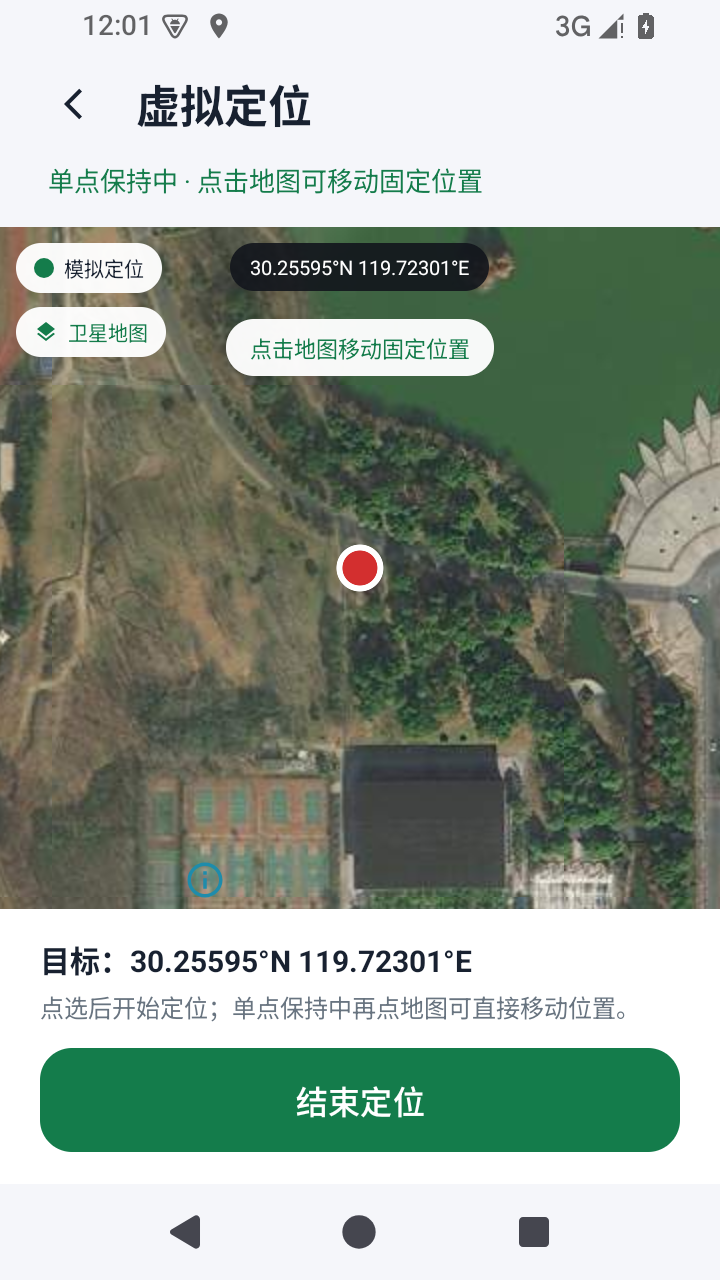 12:01
3G
虚拟定位
单点保持中 · 点击地图可移动固定位置
模拟定位
30.25595°N 119.72301°E
卫星地图
点击地图移动固定位置
目标：30.25595°N 119.72301°E
点选后开始定位；单点保持中再点地图可直接移动位置。
结束定位